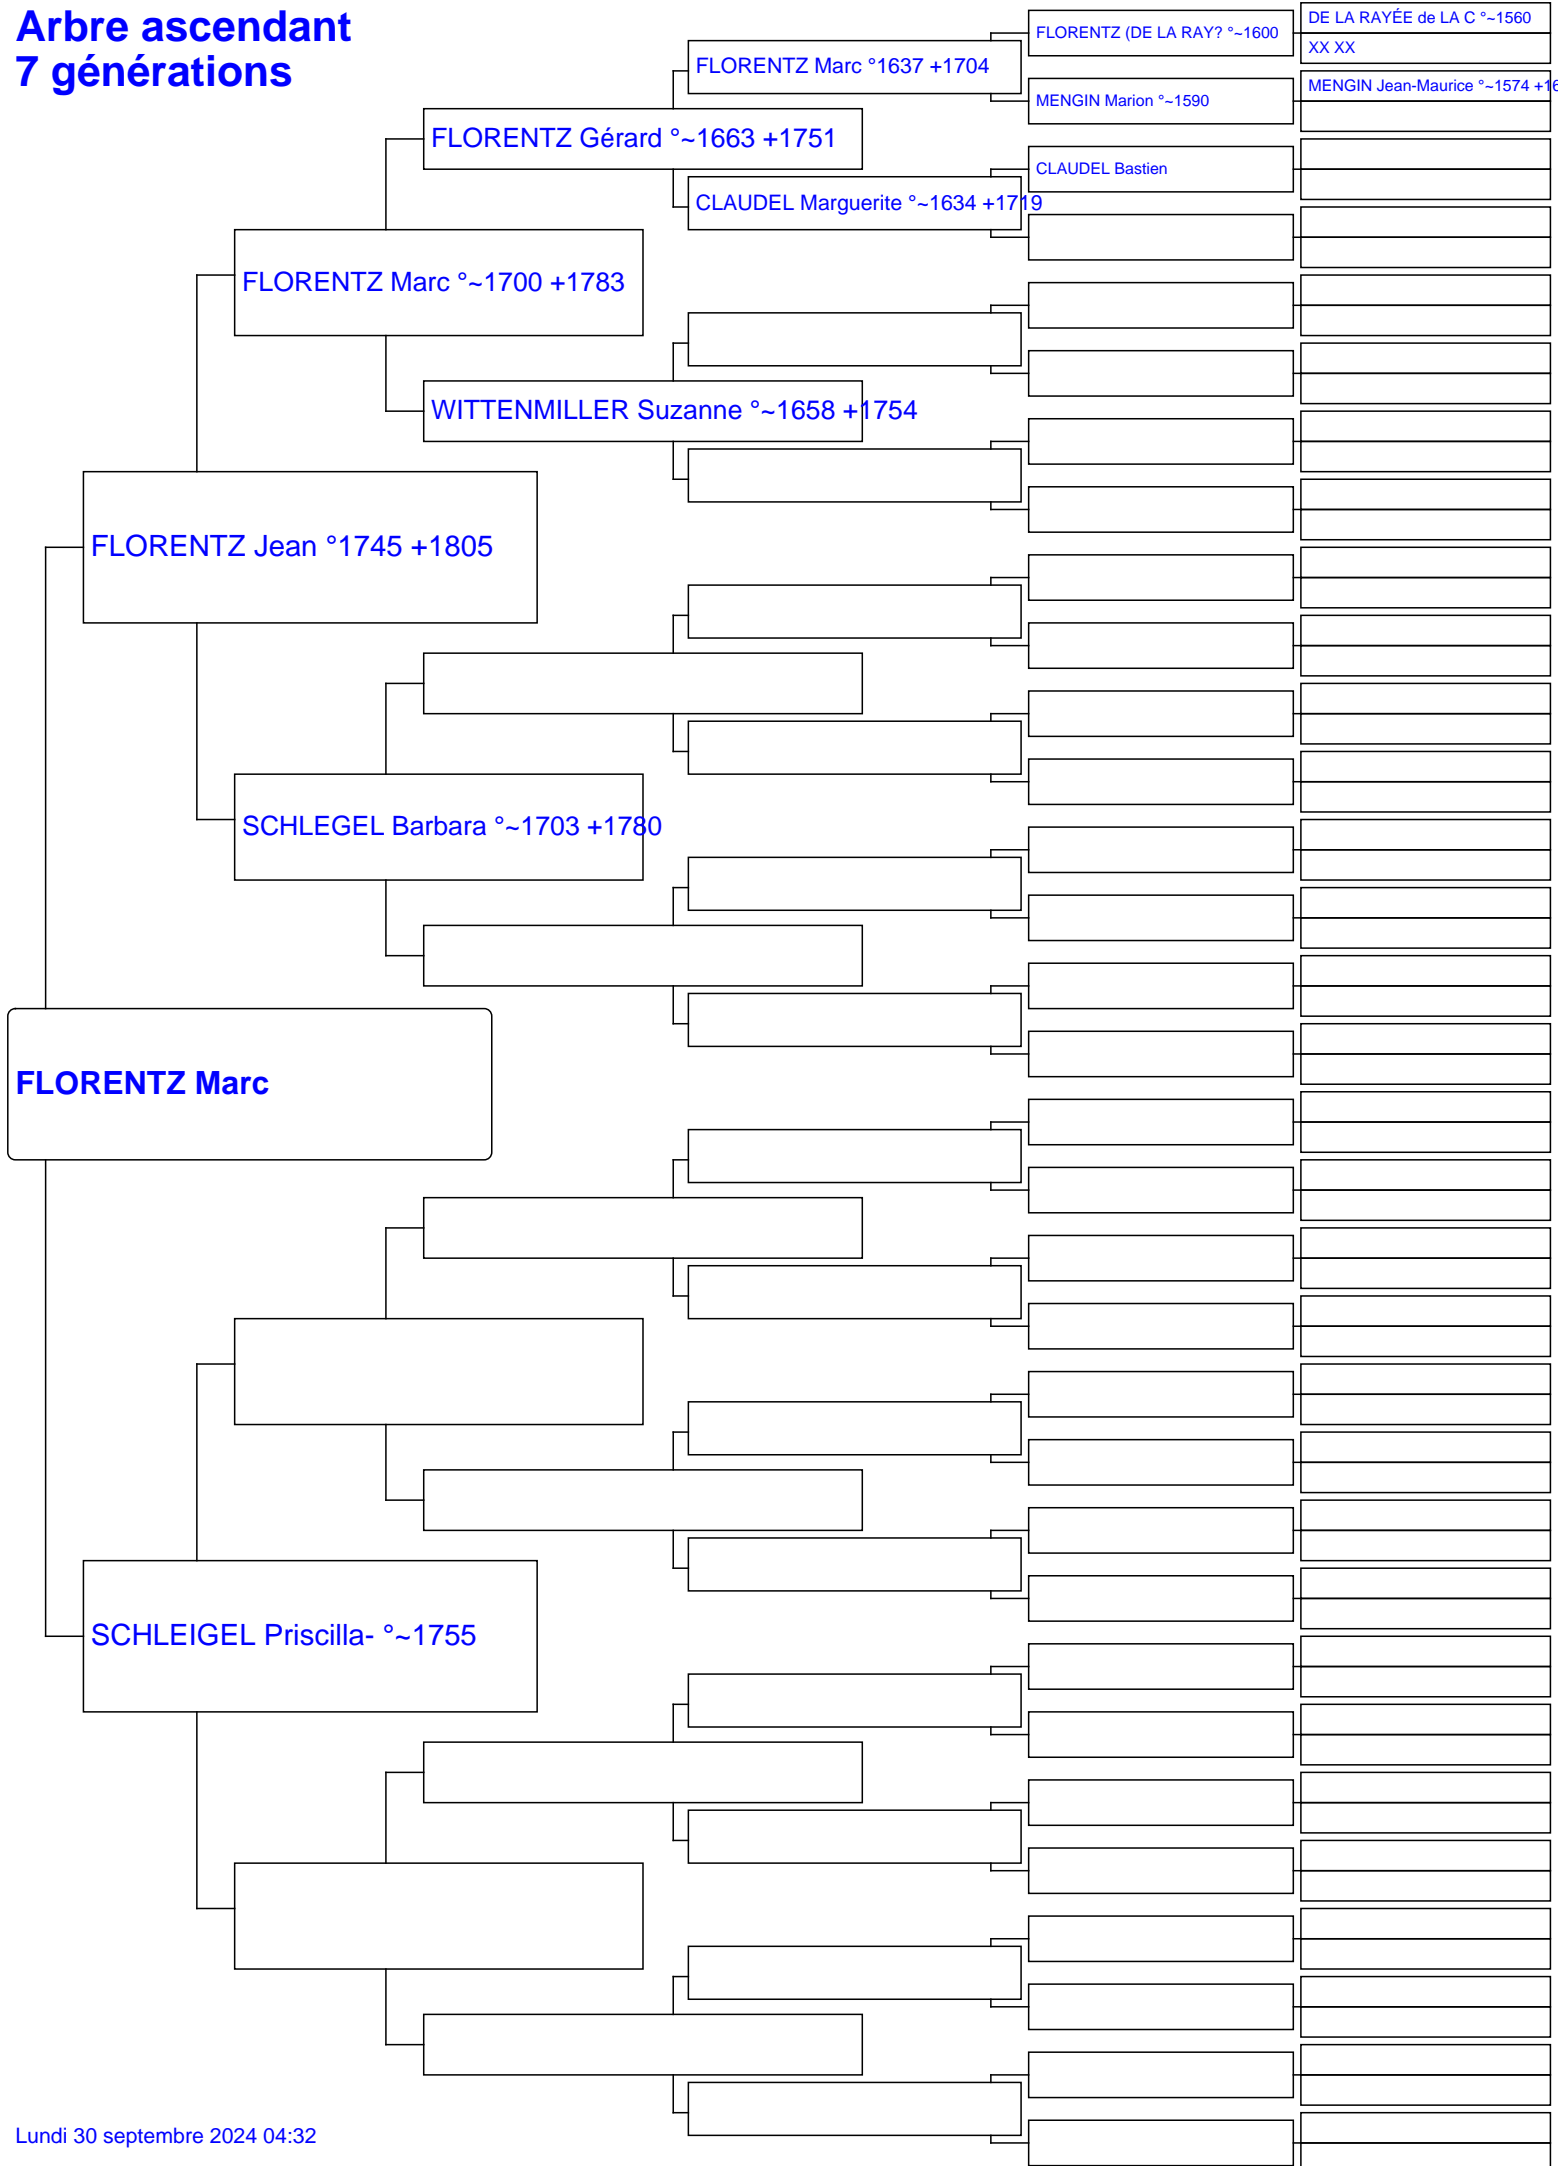 Arbre ascendant
7 générations
DE LA RAYÉE de LA C °~1560
FLORENTZ (DE LA RAY? °~1600
XX XX
FLORENTZ Marc °1637 +1704
MENGIN Jean-Maurice °~1574 +16
MENGIN Marion °~1590
FLORENTZ Gérard °~1663 +1751
CLAUDEL Bastien
CLAUDEL Marguerite °~1634 +1719
FLORENTZ Marc °~1700 +1783
WITTENMILLER Suzanne °~1658 +1754
FLORENTZ Jean °1745 +1805
SCHLEGEL Barbara °~1703 +1780
FLORENTZ Marc
SCHLEIGEL Priscilla- °~1755
Lundi 30 septembre 2024 04:32